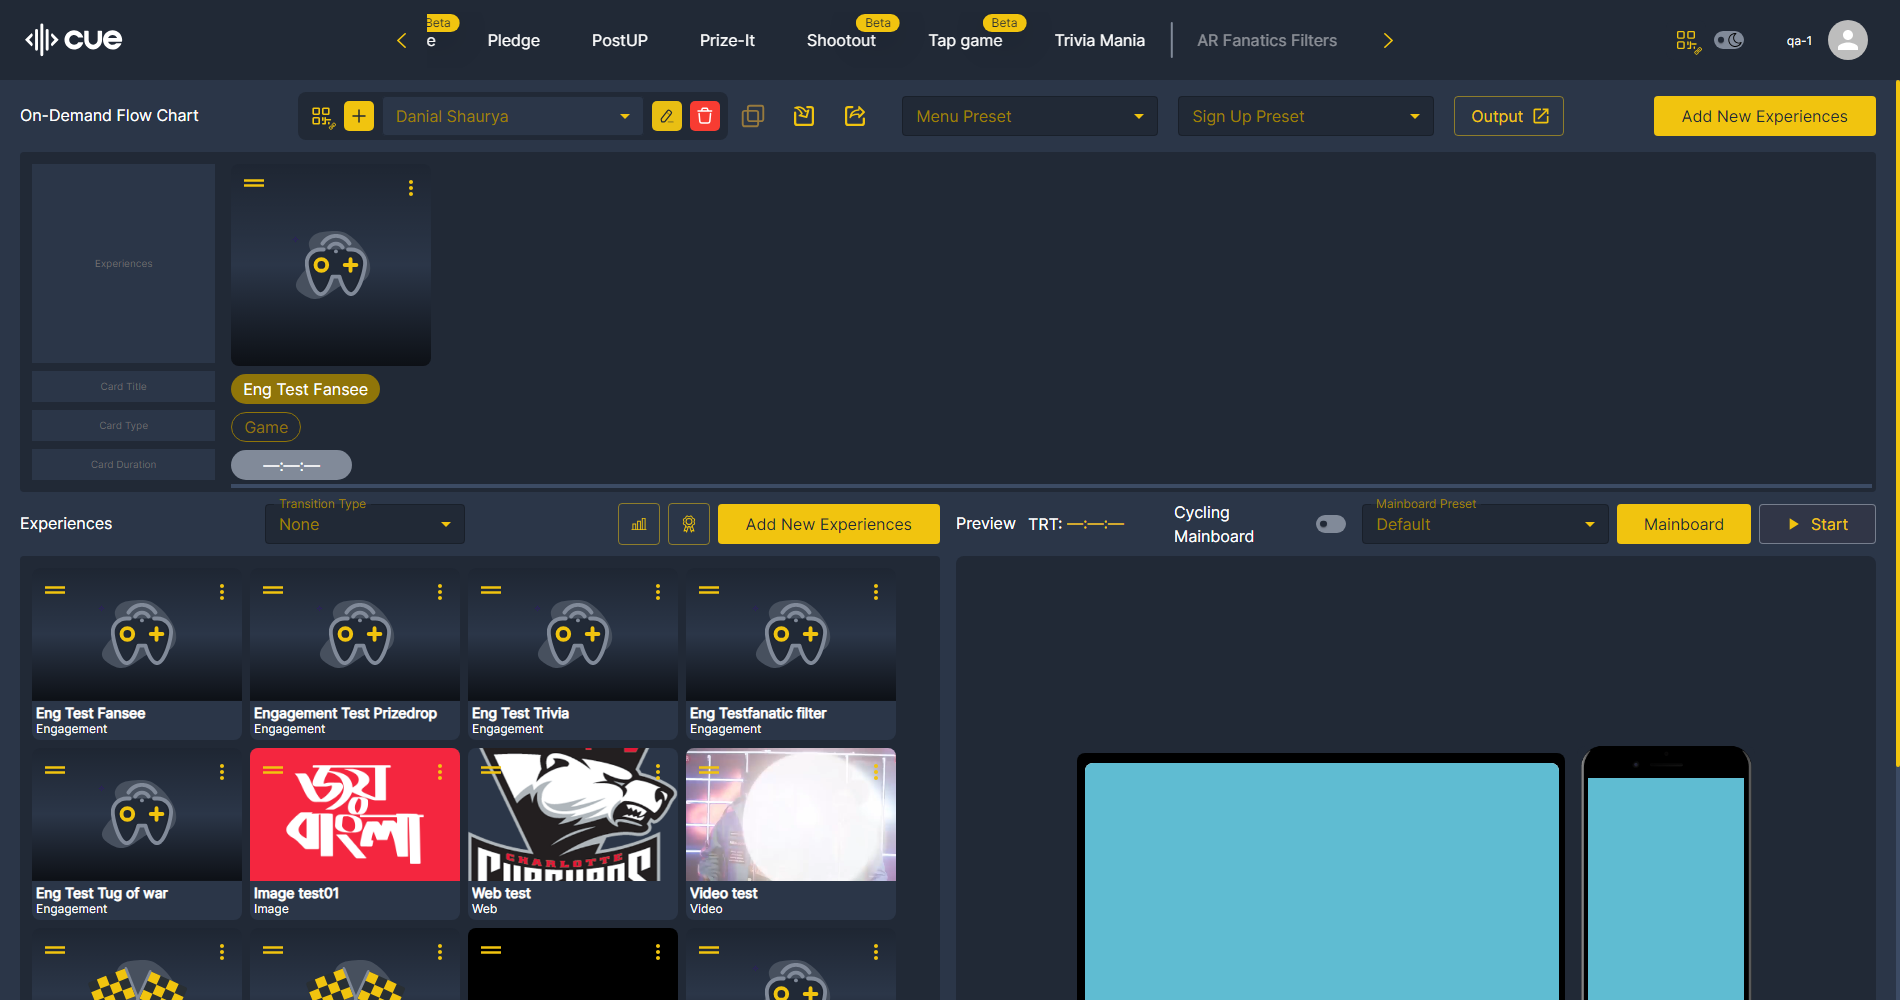 cue
e
Beta
Pledge
PostUP
Prize-It
Shootout
Beta
Tap game
Beta
Trivia Mania
AR Fanatics Filters
qa-1
On-Demand Flow Chart
Danial Shaurya
Menu Preset
Sign Up Preset
Output
Add New Experiences
Experiences
Card Title
Card Type
Card Duration
Eng Test Fansee
Game
—:—:—
Experiences
Transition Type
None
Add New Experiences
Preview
TRT: —:—:—
Cycling
Mainboard
Mainboard Preset
Default
Mainboard
Start
Eng Test Fansee
Engagement
Engagement Test Prizedrop
Engagement
Eng Test Trivia
Engagement
Eng Testfanatic filter
Engagement
Eng Test Tug of war
Engagement
জয়
বাংলা
Image test01
Image
CHARLOTTE
Web test
Web
Video test
Video